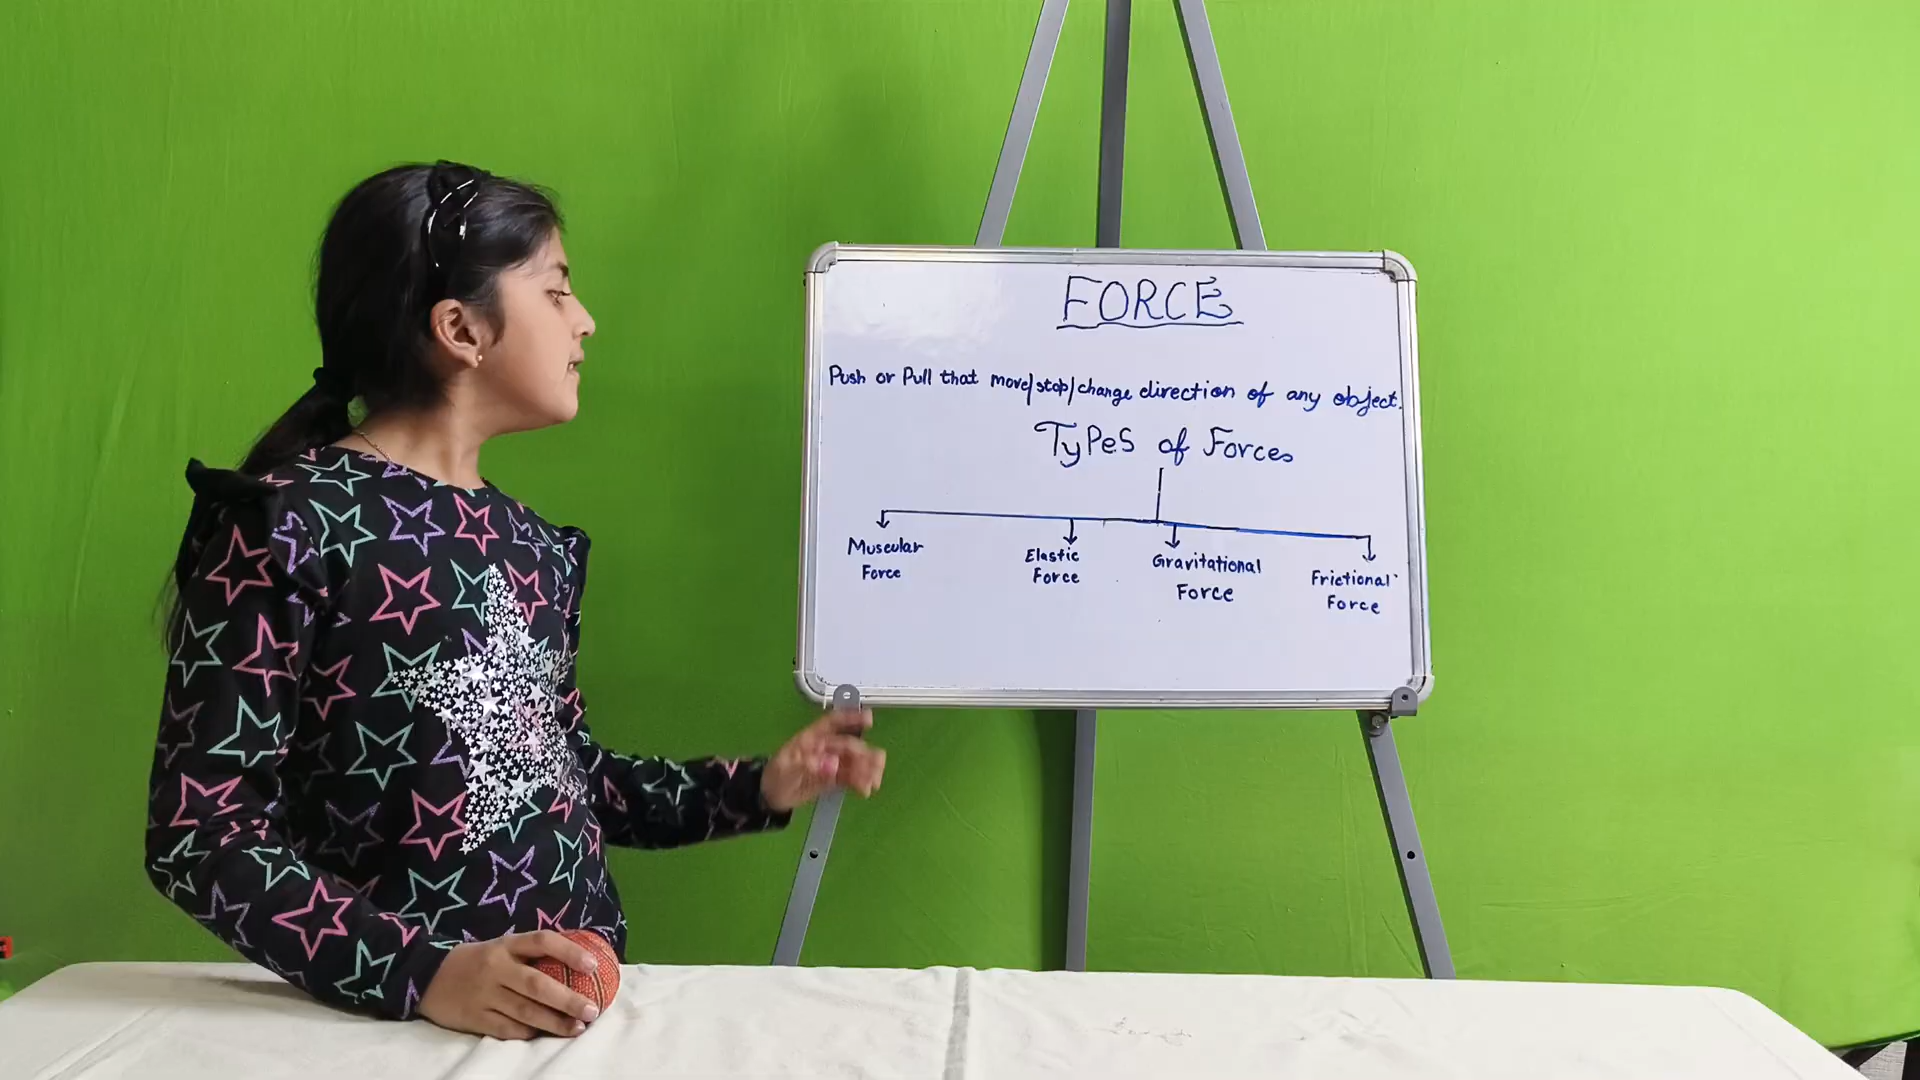 FORCE
Push or Pull that move/stop/change direction of any object.
Types of Forces
Muscular Force
Elastic Force
Gravitational Force
Frictional Force